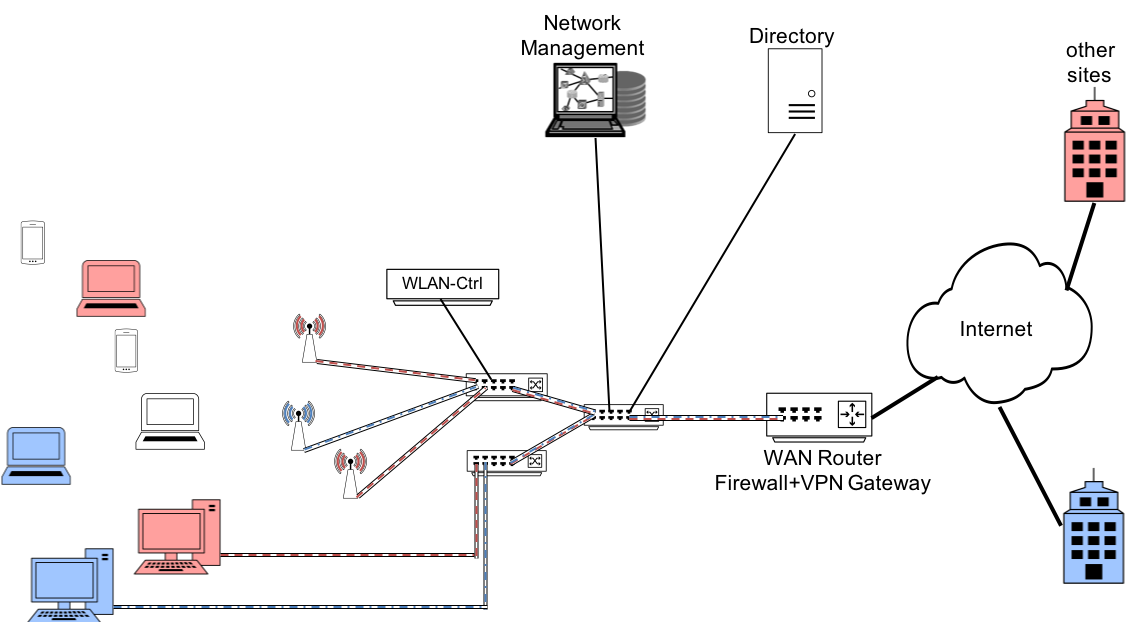 Network
Management
Directory
other
sites
WLAN-Ctrl
Internet
WAN Router
Firewall+VPN Gateway